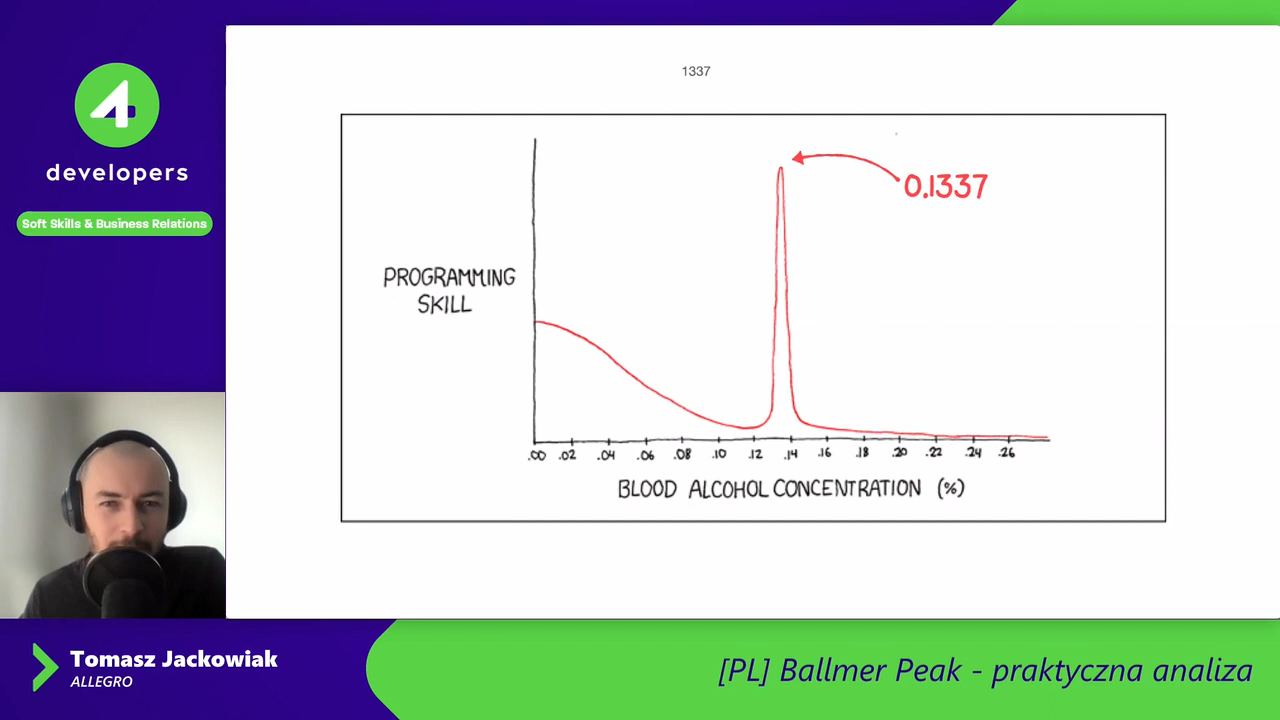 4
developers
Soft Skills & Business Relations
1337
0.1337
PROGRAMMING
SKILL
.00 .02 .04 .06 .08 .10 .12 .14 .16 .18 .20 .22 .24 .26
BLOOD ALCOHOL CONCENTRATION (%)
Tomasz Jackowiak
ALLEGRO
[PL] Ballmer Peak - praktyczna analiza